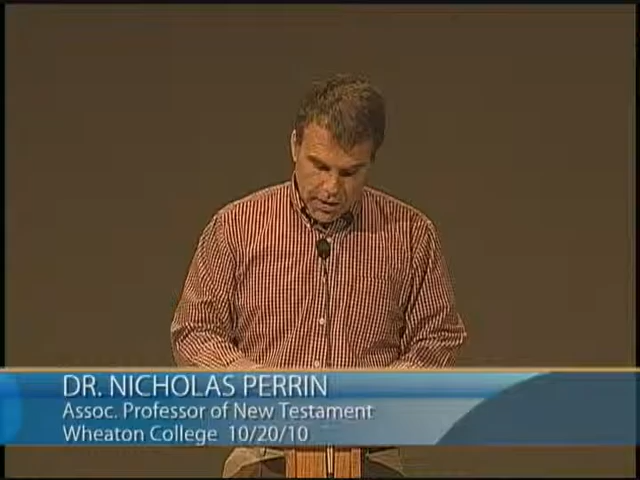 DR. NICHOLAS PERRIN
Assoc. Professor of New Testament
Wheaton College 10/20/10